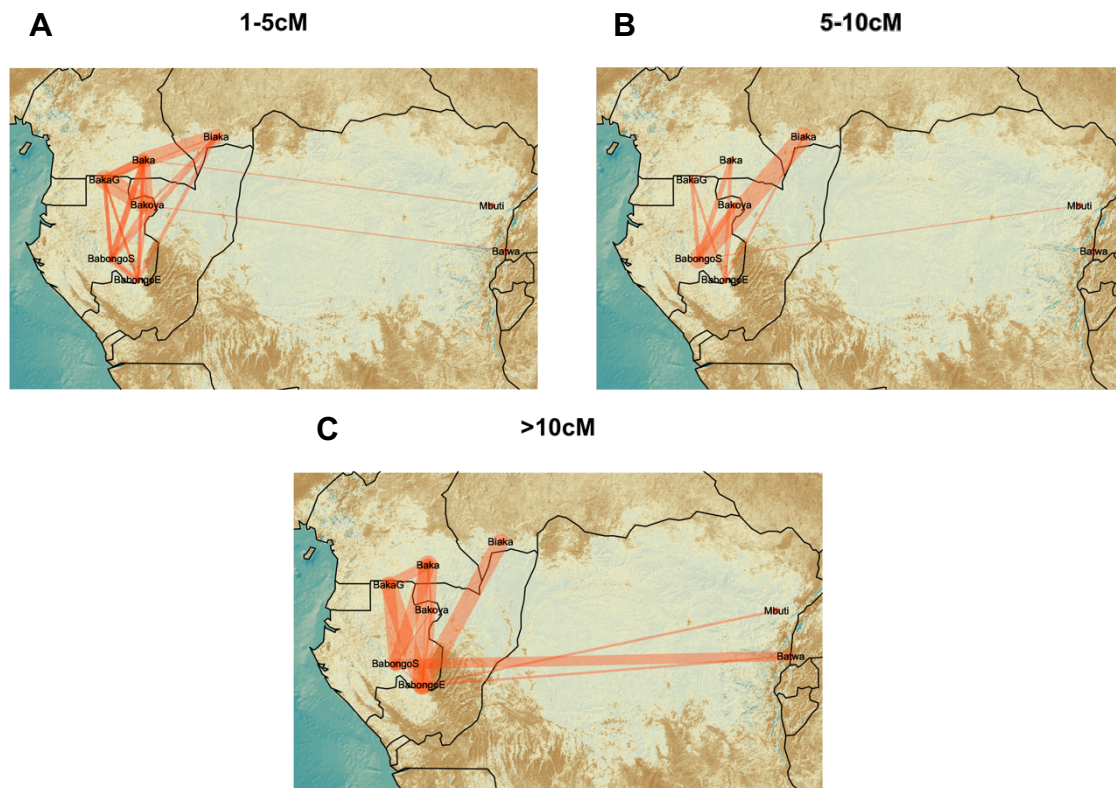 A
1-5cM
Biaka
Baka
BakaG
Bakoya
Mbuti
BabongoS
Batwa
BabongoE
B
5-10cM
Biaka
Baka
BakaG
Bakoya
Mbuti
BabongoS
Batwa
BabongoE
C
>10cM
Biaka
Baka
BakaG
Bakoya
Mbuti
BabongoS
Batwa
BabongoE